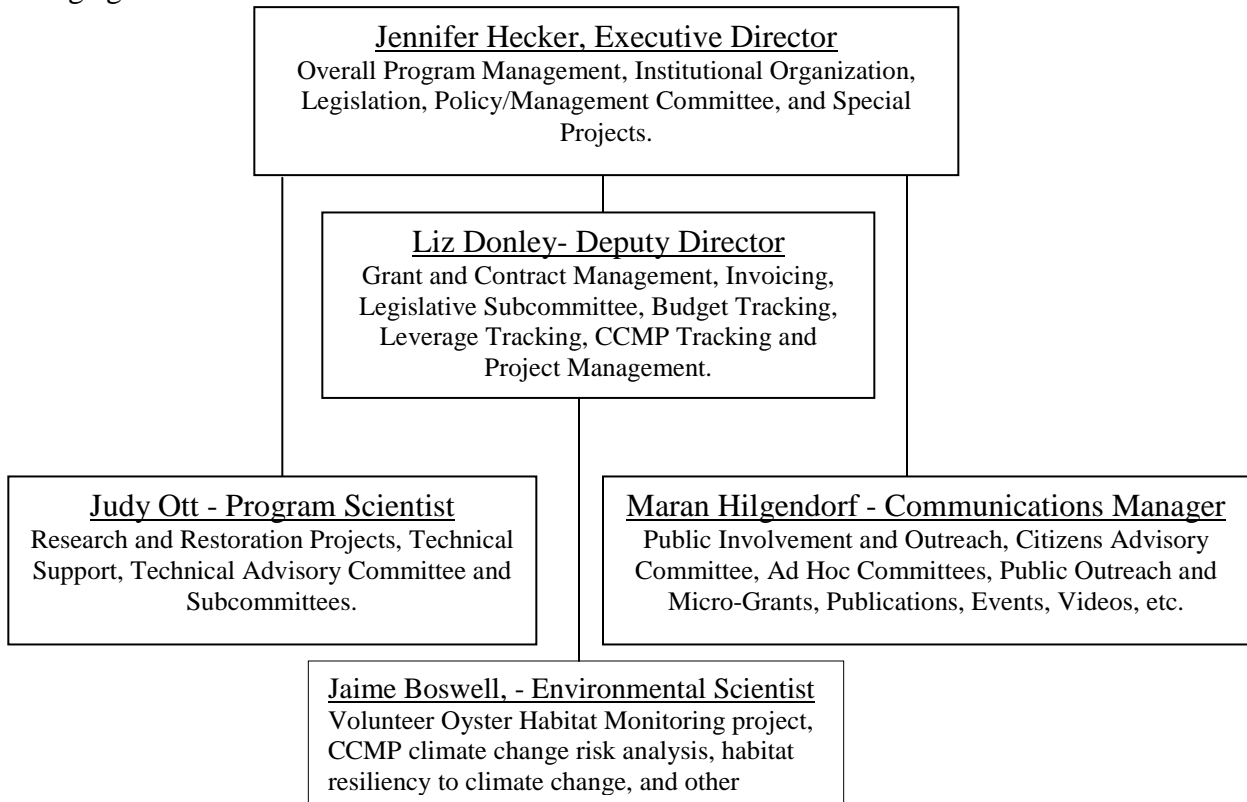 Jennifer Hecker, Executive Director
Overall Program Management, Institutional Organization,
Legislation, Policy/Management Committee, and Special
Projects.
Liz Donley- Deputy Director
Grant and Contract Management, Invoicing,
Legislative Subcommittee, Budget Tracking,
Leverage Tracking, CCMP Tracking and
Project Management.
Judy Ott - Program Scientist
Research and Restoration Projects, Technical
Support, Technical Advisory Committee and
Subcommittees.
Maran Hilgendorf - Communications Manager
Public Involvement and Outreach, Citizens Advisory
Committee, Ad Hoc Committees, Public Outreach and
Micro-Grants, Publications, Events, Videos, etc.
Jaime Boswell, - Environmental Scientist
Volunteer Oyster Habitat Monitoring project,
CCMP climate change risk analysis, habitat
resiliency to climate change, and other